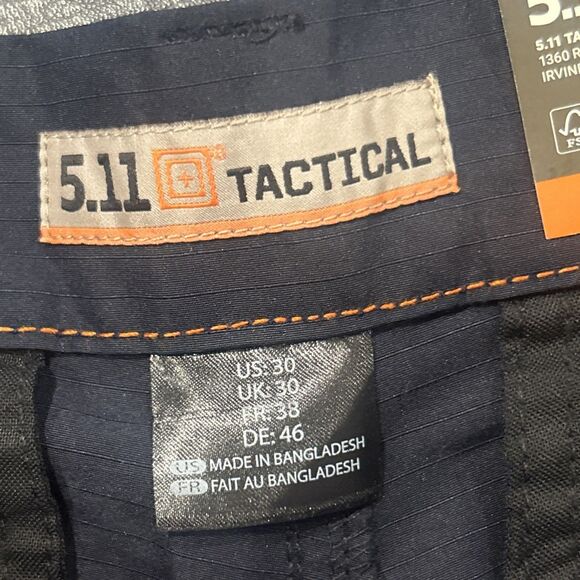 5.11 TACTICAL
US: 30
UK: 30
FR: 38
DE: 46
US MADE IN BANGLADESH
FR FAIT AU BANGLADESH
5.11 TA
1360 R
IRVIN
FS